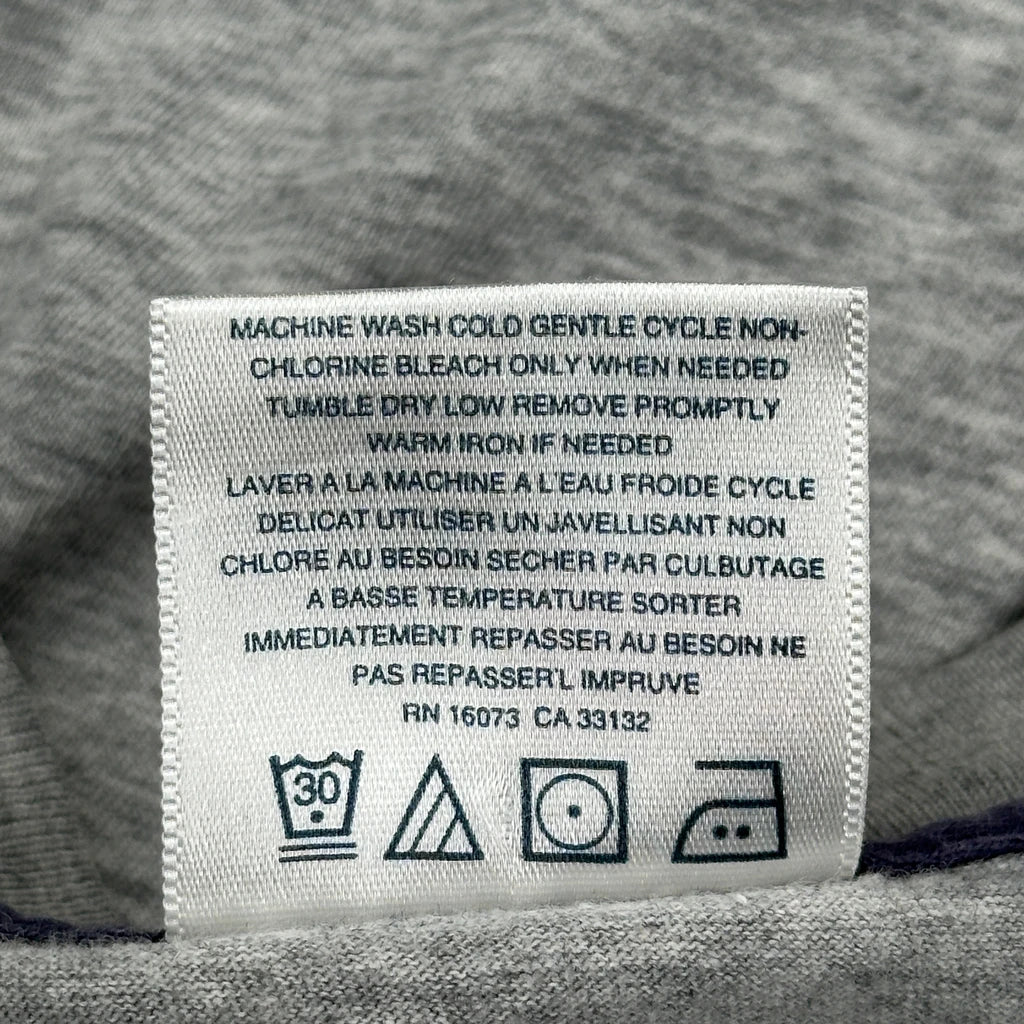 MACHINE WASH COLD GENTLE CYCLE NON-
CHLORINE BLEACH ONLY WHEN NEEDED
TUMBLE DRY LOW REMOVE PROMPTLY
WARM IRON IF NEEDED
LAVER A LA MACHINE A L'EAU FROIDE CYCLE
DELICAT UTILISER UN JAVELLISANT NON
CHLORE AU BESOIN SECHER PAR CULBUTAGE
A BASSE TEMPERATURE SORTER
IMMEDIATEMENT REPASSER AU BESOIN NE
PAS REPASSER'L IMPRUVE
RN 16073 CA 33132
30